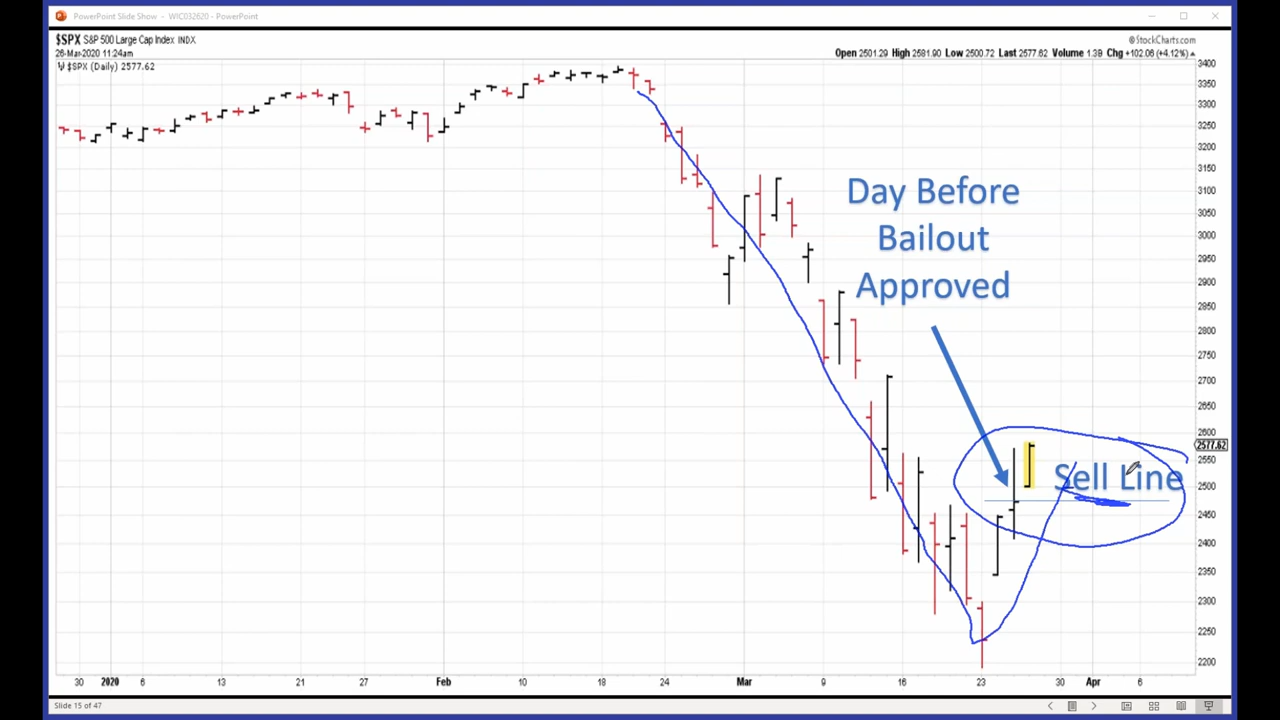 PowerPoint Slide Show - WIC032620 - PowerPoint
$SPX S&P 500 Large Cap Index INDX
© StockCharts.com
26-Mar-2020 11:24am
Open 2501.29 High 2581.90 Low 2500.72 Last 2577.62 Volume 1.3B Chg +102.06 (+4.12%)
$SPX (Daily) 2577.62
3400
3350
3300
3250
3200
3150
3100
3050
3000
2950
2900
2850
2800
2750
2700
2650
2600
2577.62
2550
2500
2450
2400
2350
2300
2250
2200
Day Before
Bailout
Approved
Sell Line
30 2020 6 13 21 27 Feb 10 18 24 Mar 9 16 23 30 Apr 6
Slide 15 of 47